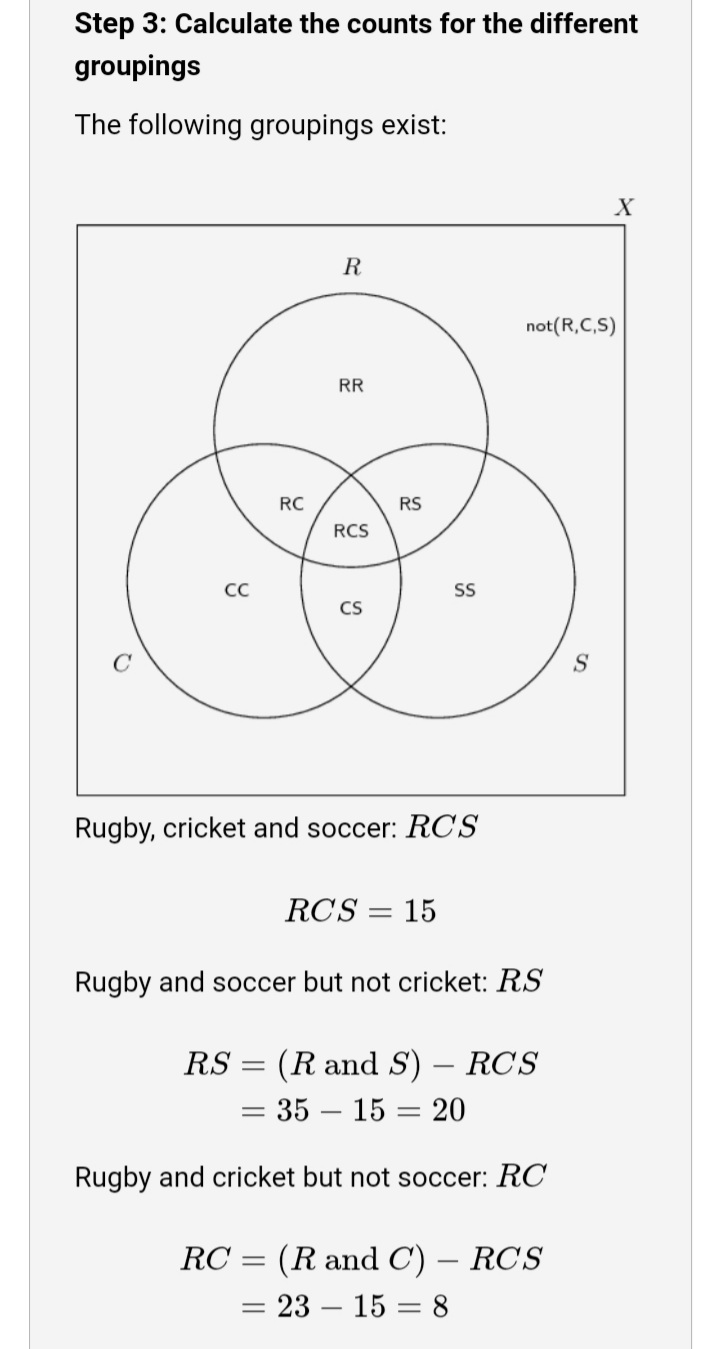 Step 3: Calculate the counts for the different
groupings
The following groupings exist:
X
R
not(R,C,S)
RR
RC
RS
RCS
CC
SS
CS
C
S
Rugby, cricket and soccer: RCS
RCS = 15
Rugby and soccer but not cricket: RS
RS = (R and S) − RCS
= 35 − 15 = 20
Rugby and cricket but not soccer: RC
RC = (R and C) − RCS
= 23 − 15 = 8